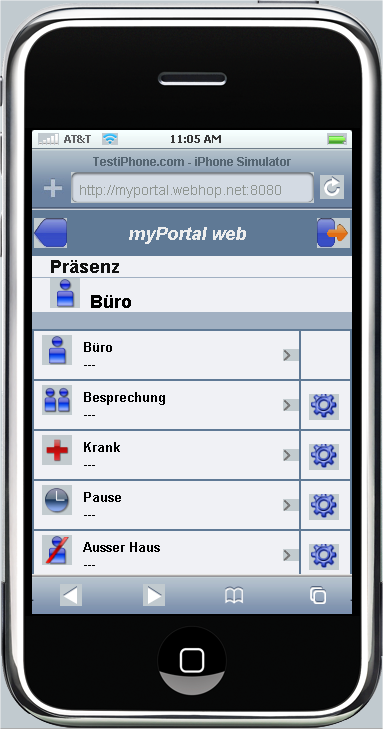 AT&T 11:05 AM
TestiPhone.com - iPhone Simulator
http://myportal.webhop.net:8080
myPortal web
Präsenz
Büro
Büro
---
Besprechung
---
Krank
---
Pause
---
Ausser Haus
---